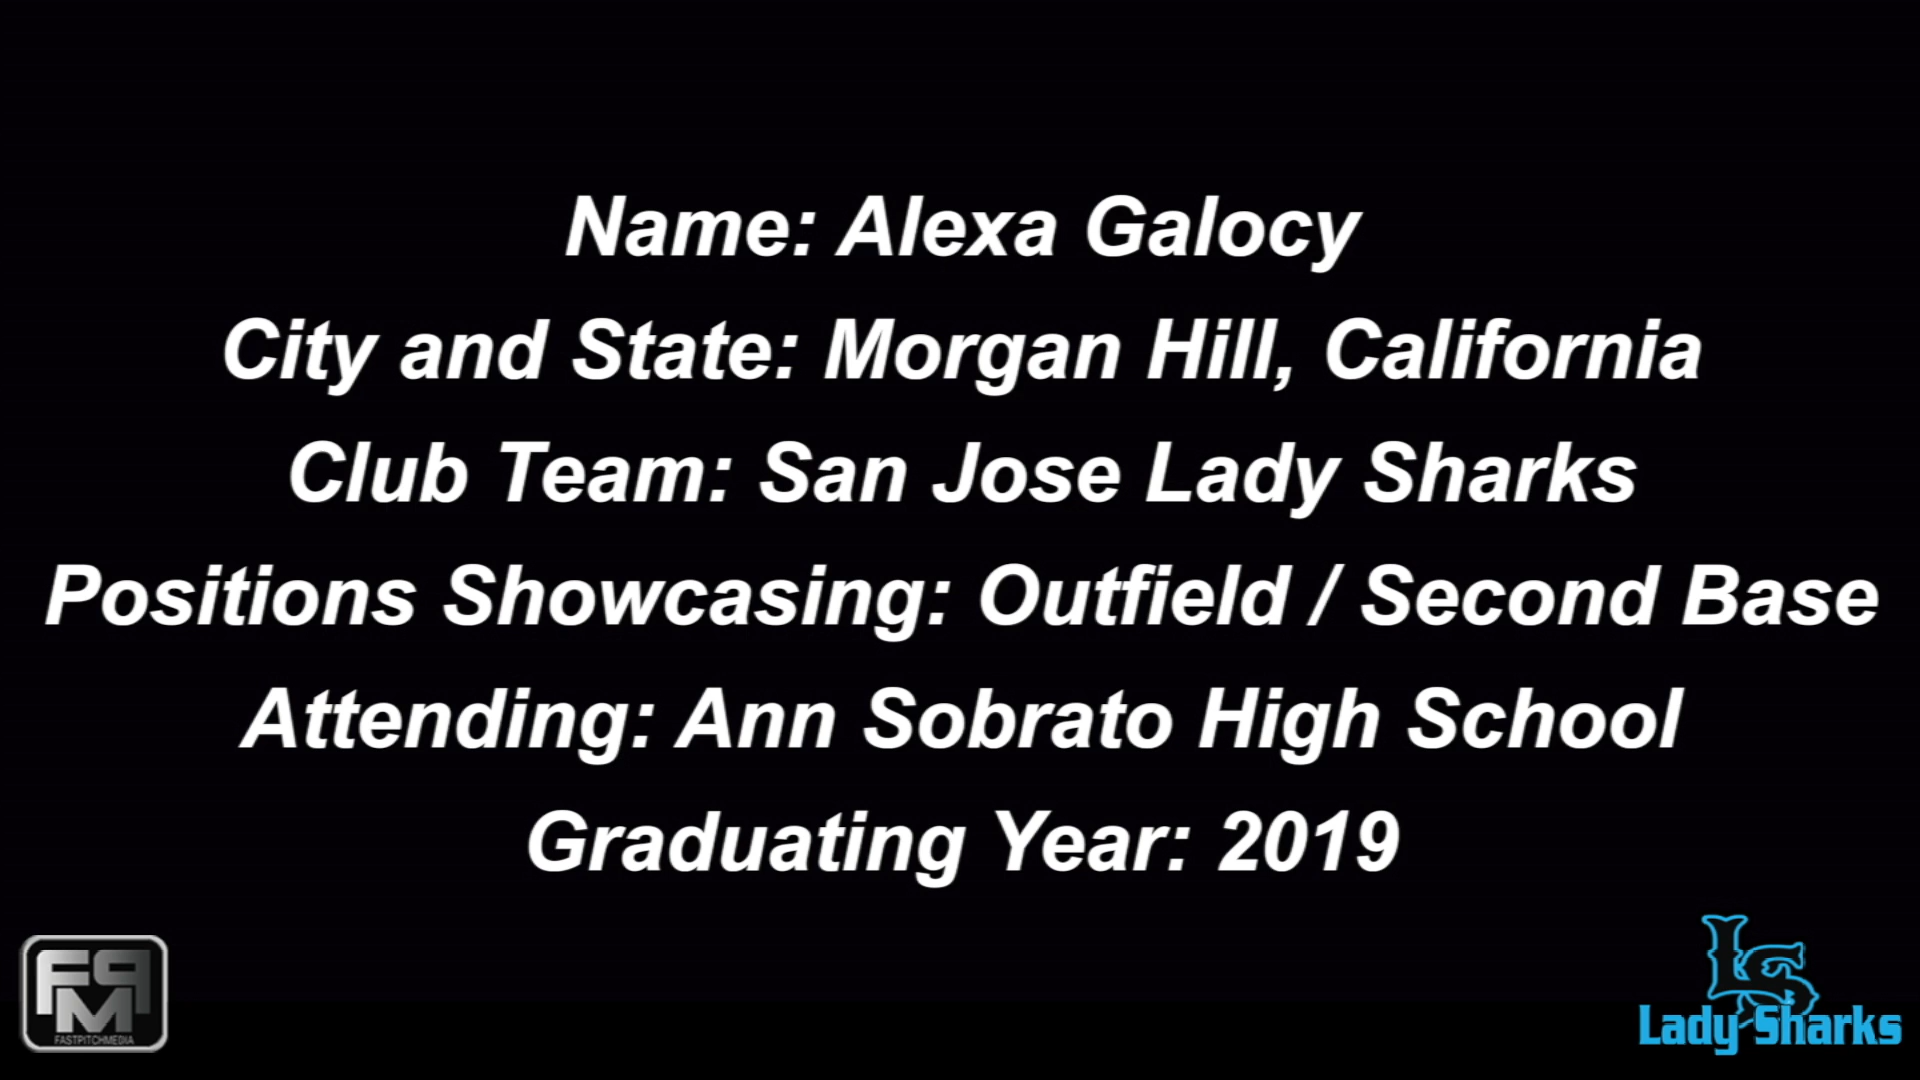 Name: Alexa Galocy
City and State: Morgan Hill, California
Club Team: San Jose Lady Sharks
Positions Showcasing: Outfield / Second Base
Attending: Ann Sobrato High School
Graduating Year: 2019
FPM
FASTPITCHMEDIA
LS
Lady Sharks